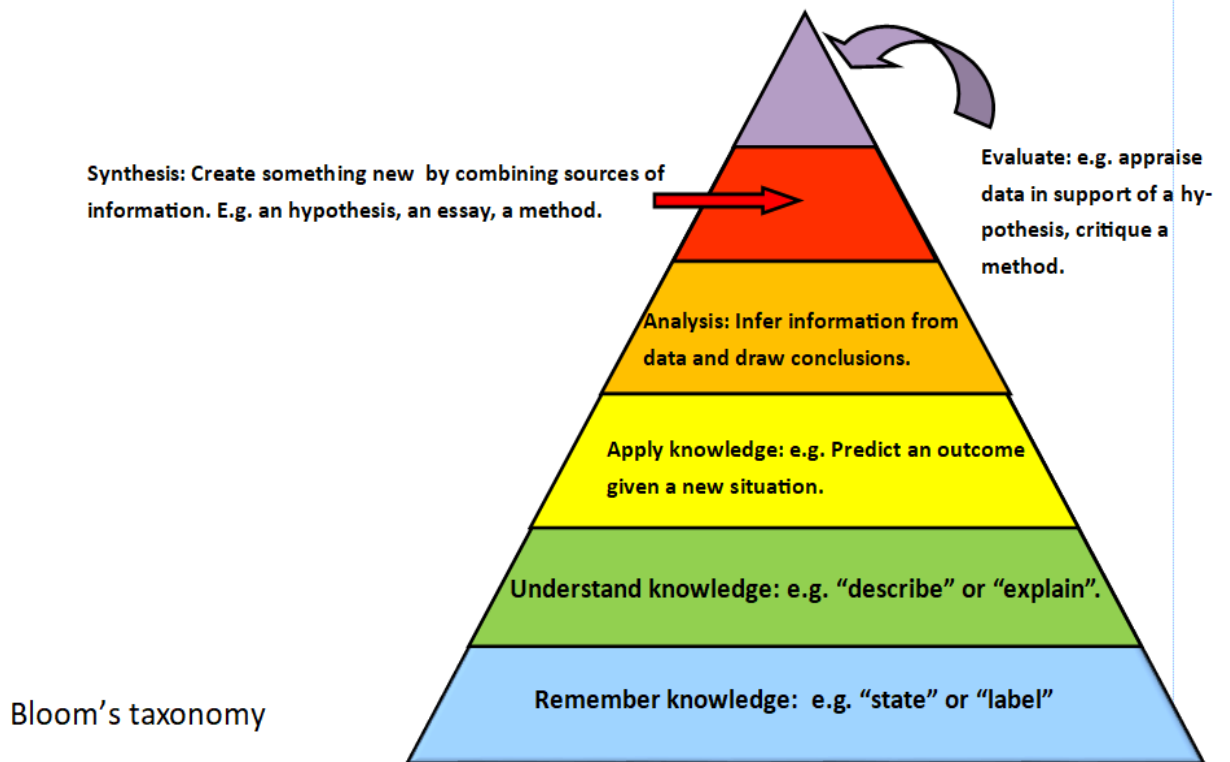 Synthesis: Create something new by combining sources of
information. E.g. an hypothesis, an essay, a method.
Evaluate: e.g. appraise
data in support of a hy-
pothesis, critique a
method.
Analysis: Infer information from
data and draw conclusions.
Apply knowledge: e.g. Predict an outcome
given a new situation.
Understand knowledge: e.g. “describe” or “explain”.
Remember knowledge: e.g. “state” or “label”
Bloom’s taxonomy